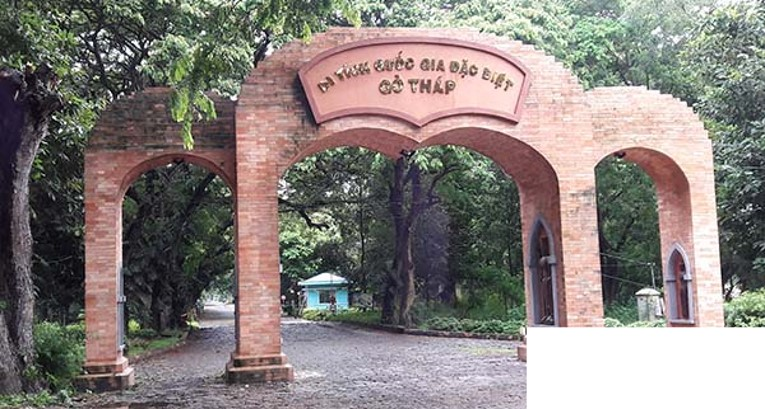 DI TÍCH QUỐC GIA ĐẶC BIỆT
GÒ THÁP